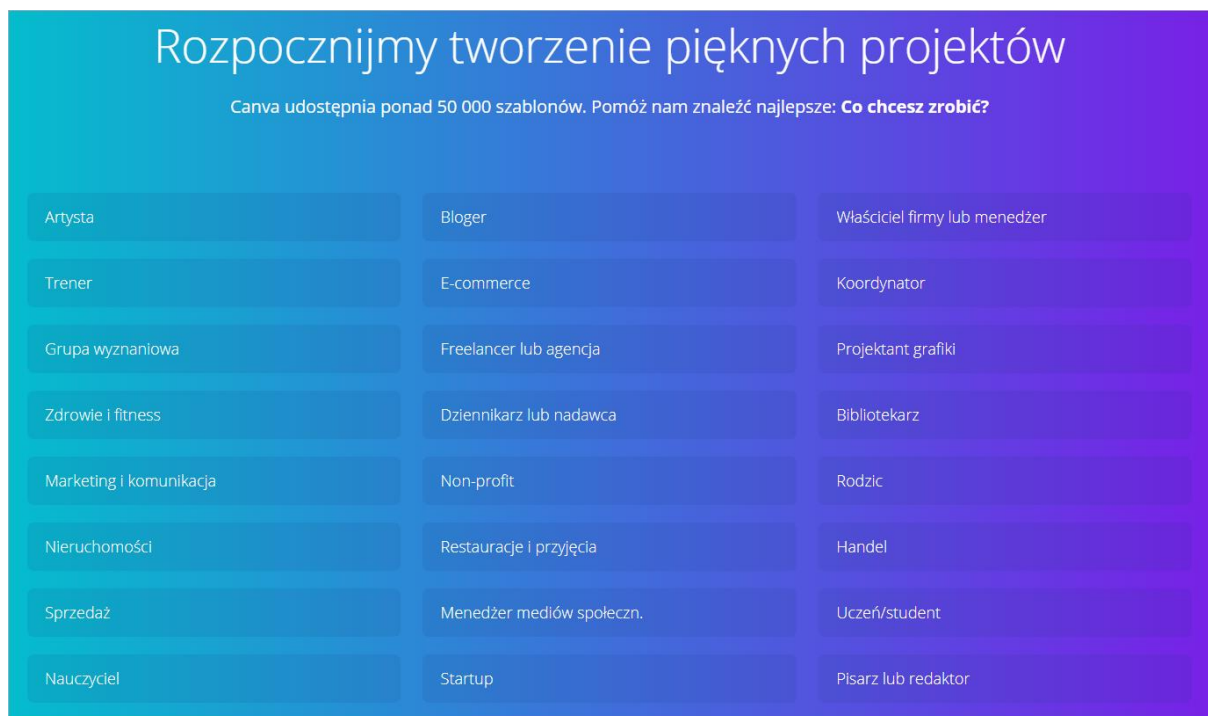 Rozpocznijmy tworzenie pięknych projektów
Canva udostępnia ponad 50 000 szablonów. Pomóż nam znaleźć najlepsze: Co chcesz zrobić?
Artysta
Bloger
Właściciel firmy lub menedżer
Trener
E-commerce
Koordynator
Grupa wyznaniowa
Freelancer lub agencja
Projektant grafiki
Zdrowie i fitness
Dziennikarz lub nadawca
Bibliotekarz
Marketing i komunikacja
Non-profit
Rodzic
Nieruchomości
Restauracje i przyjęcia
Handel
Sprzedaż
Menedżer mediów społeczn.
Uczeń/student
Nauczyciel
Startup
Pisarz lub redaktor